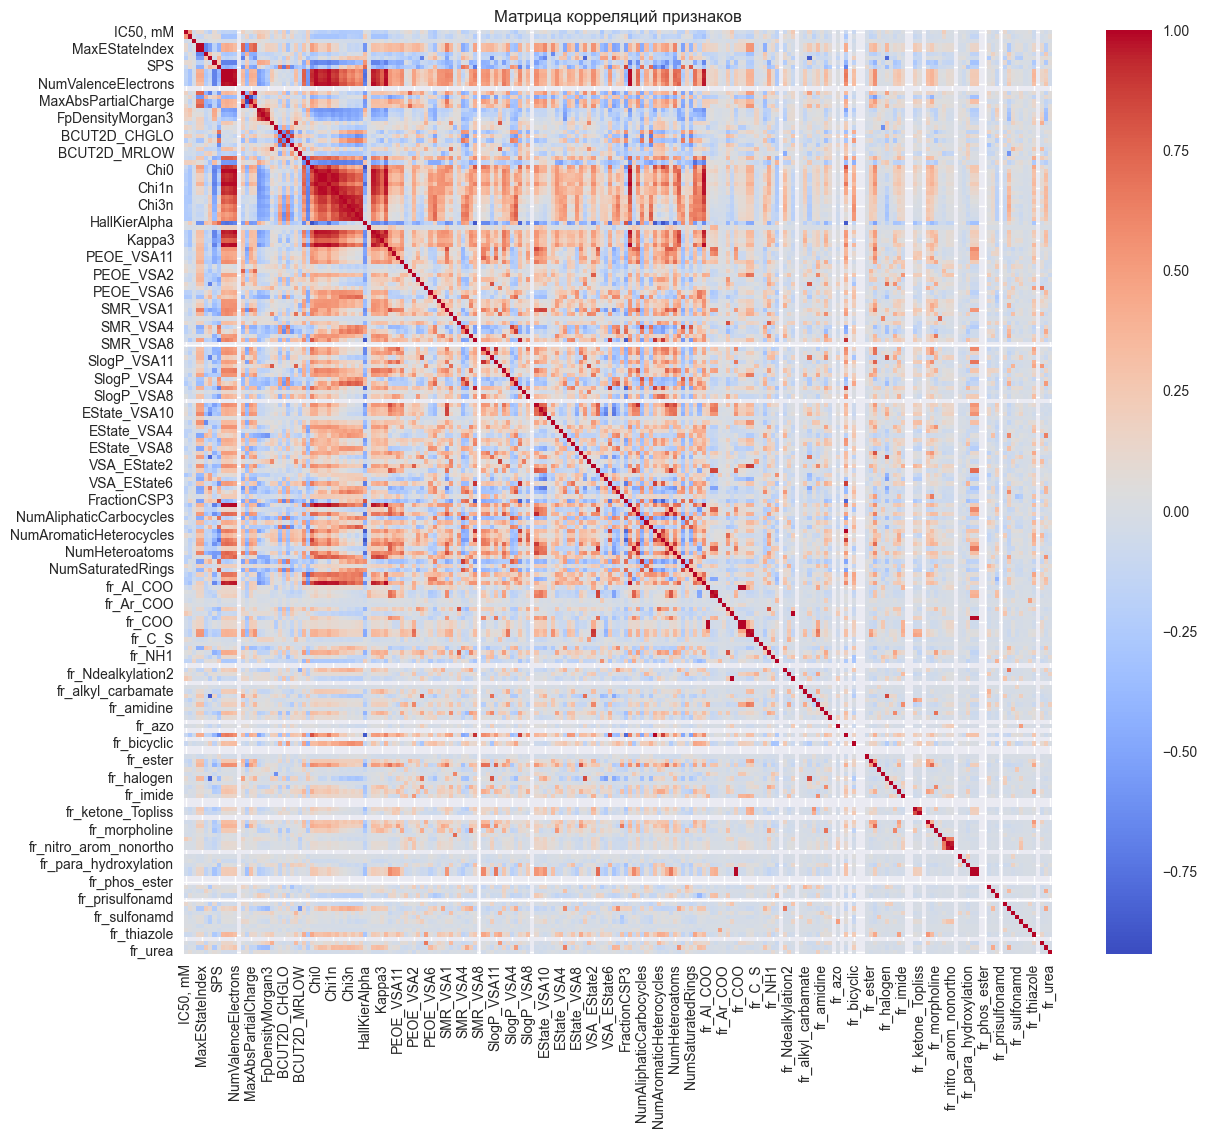 Матрица корреляций признаков
IC50, mM
MaxEStateIndex
SPS
NumValenceElectrons
MaxAbsPartialCharge
FpDensityMorgan3
BCUT2D_CHGLO
BCUT2D_MRLOW
Chi0
Chi1n
Chi3n
HallKierAlpha
Kappa3
PEOE_VSA11
PEOE_VSA2
PEOE_VSA6
SMR_VSA1
SMR_VSA4
SMR_VSA8
SlogP_VSA11
SlogP_VSA4
SlogP_VSA8
EState_VSA10
EState_VSA4
EState_VSA8
VSA_EState2
VSA_EState6
FractionCSP3
NumAliphaticCarbocycles
NumAromaticHeterocycles
NumHeteroatoms
NumSaturatedRings
fr_Al_COO
fr_Ar_COO
fr_COO
fr_C_S
fr_NH1
fr_Ndealkylation2
fr_alkyl_carbamate
fr_amidine
fr_azo
fr_bicyclic
fr_ester
fr_halogen
fr_imide
fr_ketone_Topliss
fr_morpholine
fr_nitro_arom_nonortho
fr_para_hydroxylation
fr_phos_ester
fr_prisulfonamd
fr_sulfonamd
fr_thiazole
fr_urea
IC50, mM
MaxEStateIndex
SPS
NumValenceElectrons
MaxAbsPartialCharge
FpDensityMorgan3
BCUT2D_CHGLO
BCUT2D_MRLOW
Chi0
Chi1n
Chi3n
HallKierAlpha
Kappa3
PEOE_VSA11
PEOE_VSA2
PEOE_VSA6
SMR_VSA1
SMR_VSA4
SMR_VSA8
SlogP_VSA11
SlogP_VSA4
SlogP_VSA8
EState_VSA10
EState_VSA4
EState_VSA8
VSA_EState2
VSA_EState6
FractionCSP3
NumAliphaticCarbocycles
NumAromaticHeterocycles
NumHeteroatoms
NumSaturatedRings
fr_Al_COO
fr_Ar_COO
fr_COO
fr_C_S
fr_NH1
fr_Ndealkylation2
fr_alkyl_carbamate
fr_amidine
fr_azo
fr_bicyclic
fr_ester
fr_halogen
fr_imide
fr_ketone_Topliss
fr_morpholine
fr_nitro_arom_nonortho
fr_para_hydroxylation
fr_phos_ester
fr_prisulfonamd
fr_sulfonamd
fr_thiazole
fr_urea
1.00
0.75
0.50
0.25
0.00
−0.25
−0.50
−0.75